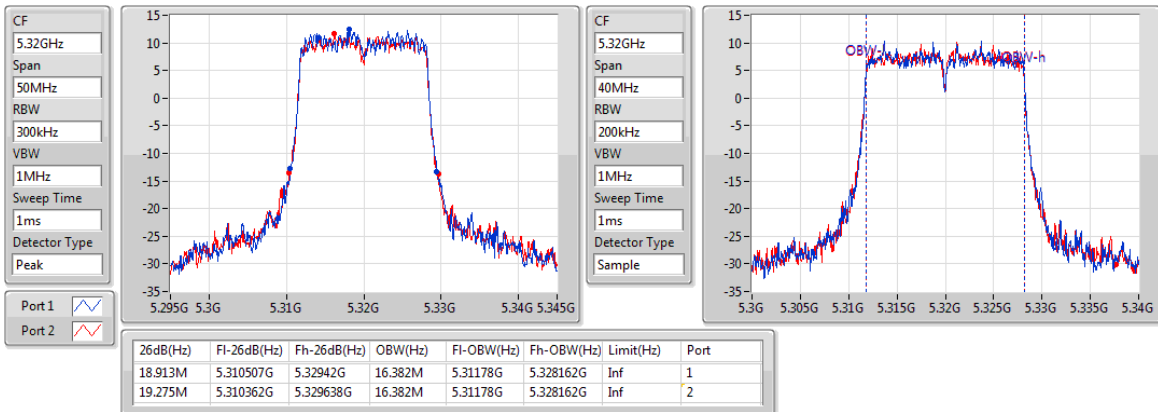 CF
5.32GHz
Span
50MHz
RBW
300kHz
VBW
1MHz
Sweep Time
1ms
Detector Type
Peak
15
10
5
0
-5
-10
-15
-20
-25
-30
-35
5.295G 5.3G 5.31G 5.32G 5.33G 5.34G 5.345G
CF
5.32GHz
Span
40MHz
RBW
200kHz
VBW
1MHz
Sweep Time
1ms
Detector Type
Sample
15
10
5
0
-5
-10
-15
-20
-25
-30
-35
OBW-h
5.3G 5.305G 5.31G 5.315G 5.32G 5.325G 5.33G 5.335G 5.34G
Port 1
Port 2
26dB(Hz) Fl-26dB(Hz) Fh-26dB(Hz) OBW(Hz) Fl-OBW(Hz) Fh-OBW(Hz) Limit(Hz) Port
18.913M 5.310507G 5.32942G 16.382M 5.31178G 5.328162G Inf 1
19.275M 5.310362G 5.329638G 16.382M 5.31178G 5.328162G Inf 2